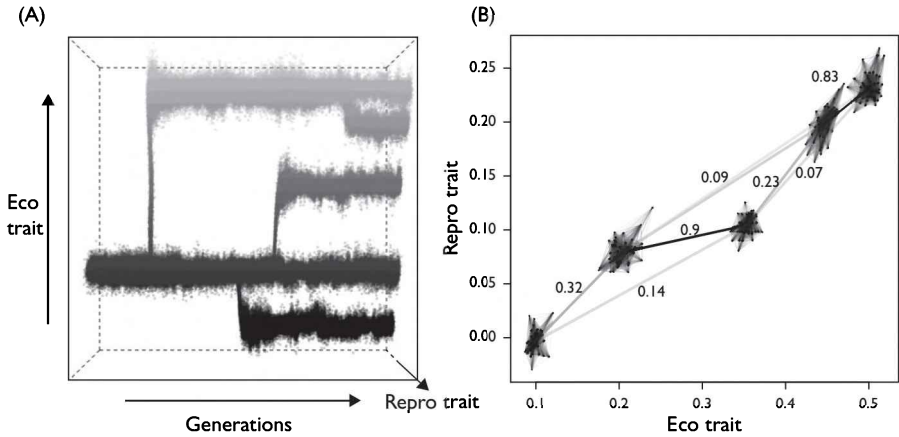 (A)
Eco
trait
Generations
Repro trait
(B)
Repro trait
0.25
0.20
0.15
0.10
0.05
0.00
0.83
0.09
0.23
0.07
0.9
0.32
0.14
0.1
0.2
0.3
0.4
0.5
Eco trait